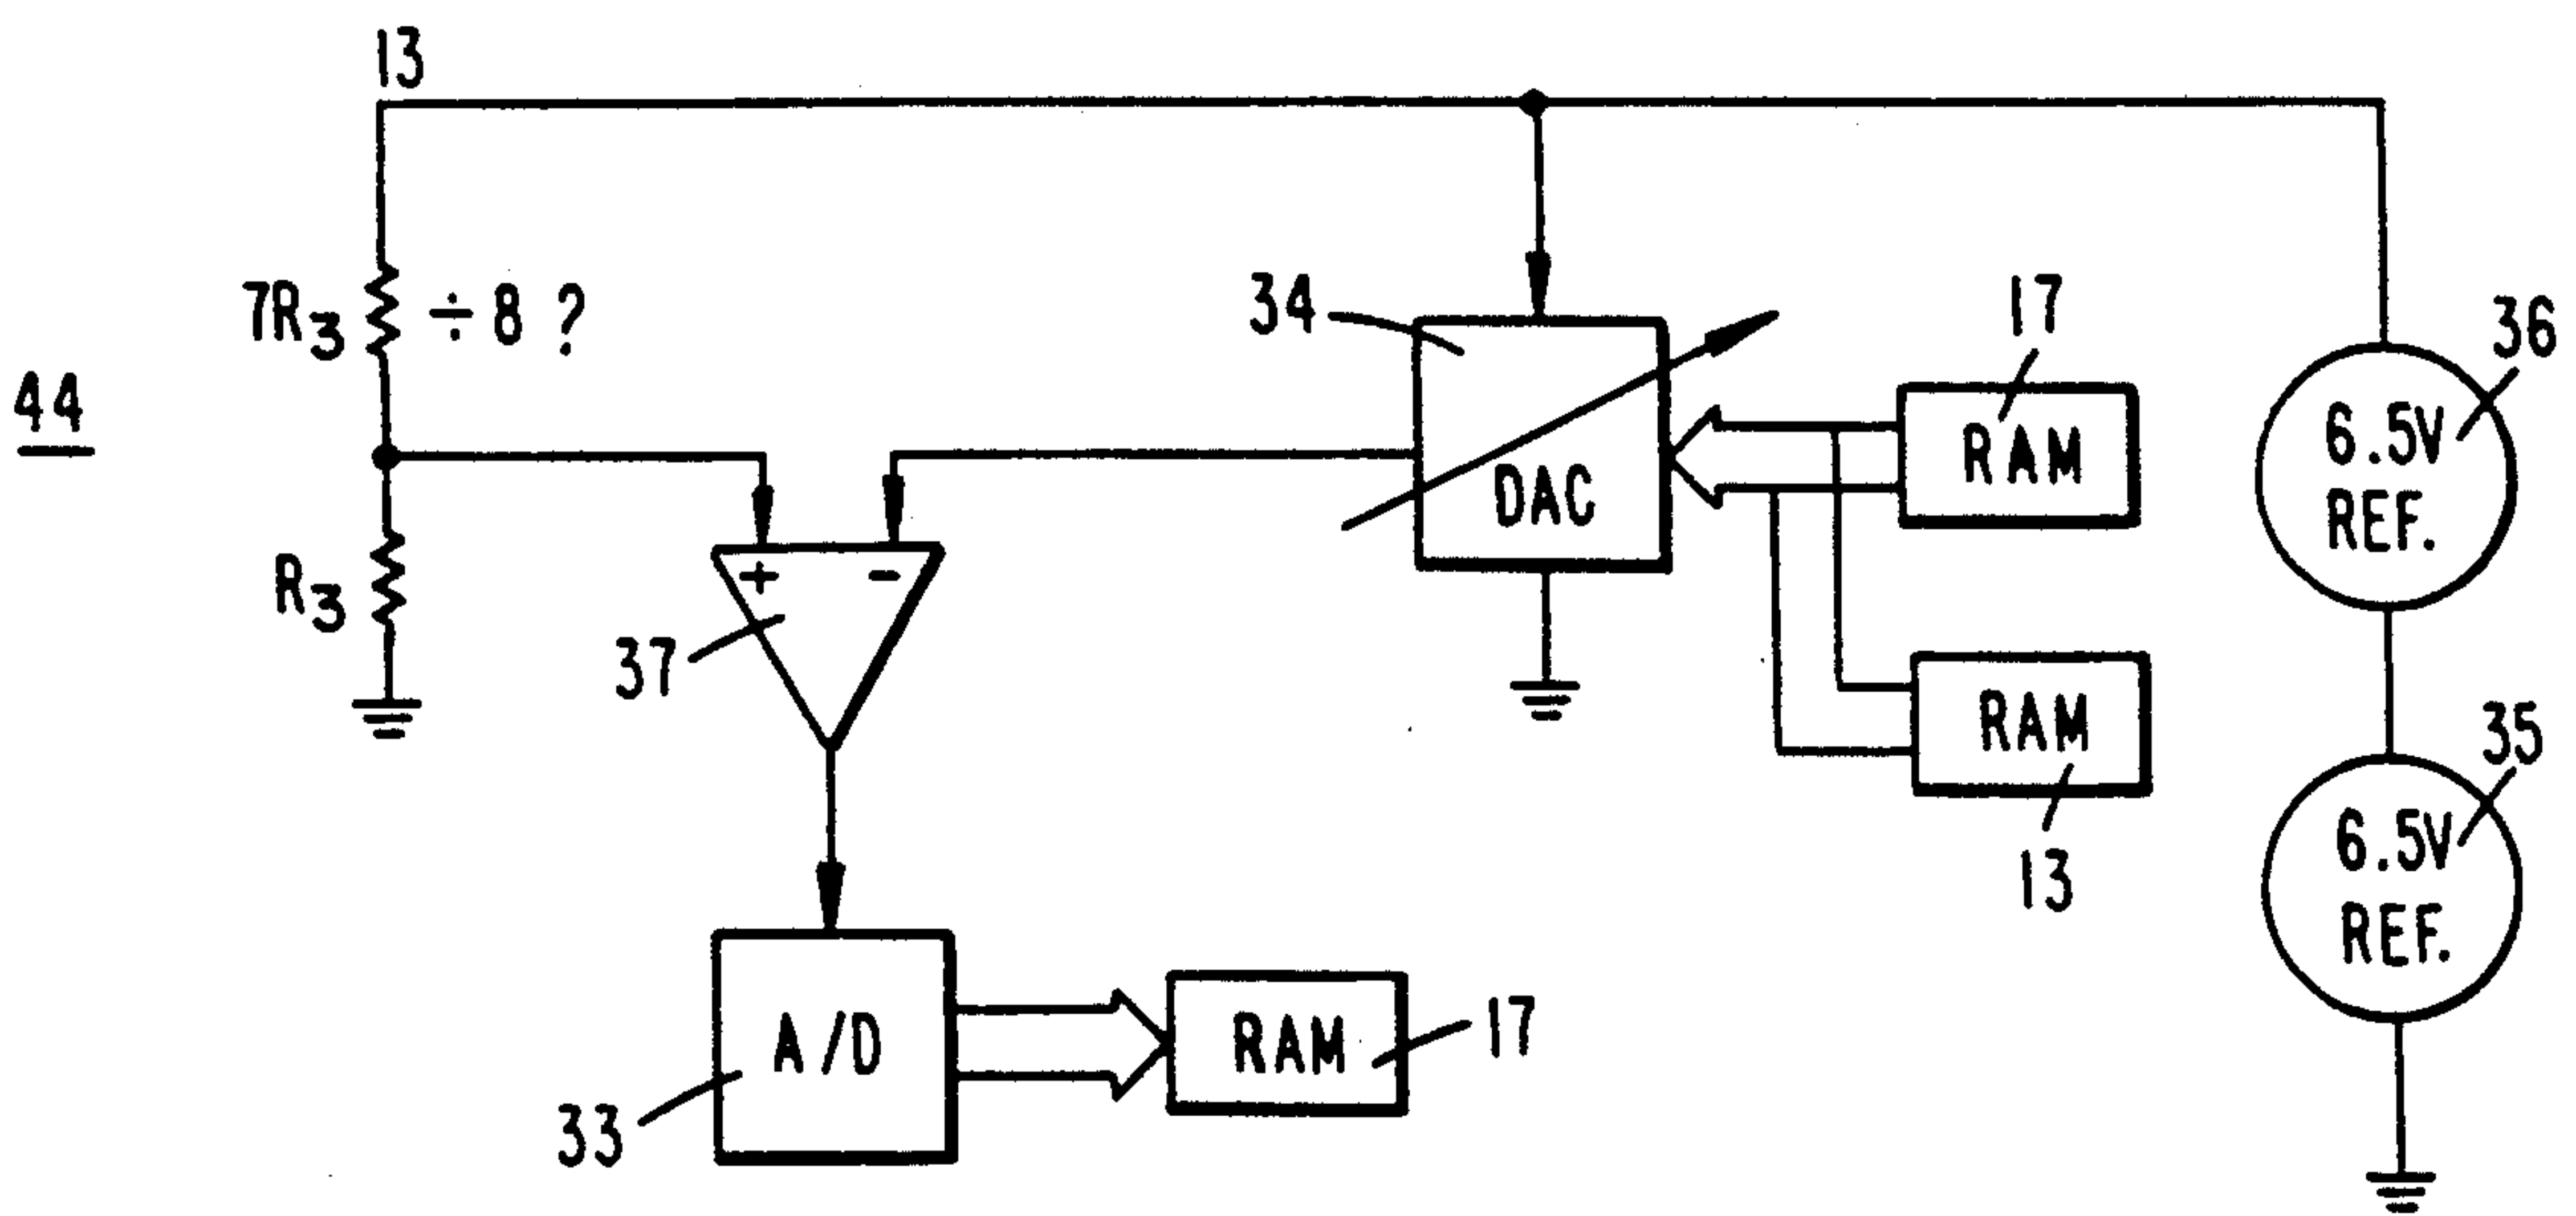 13
7R3 ÷ 8 ?
44
R3
+ -
37
34
DAC
17
RAM
RAM
13
36
6.5V
REF.
35
6.5V
REF.
A/D
33
RAM
17